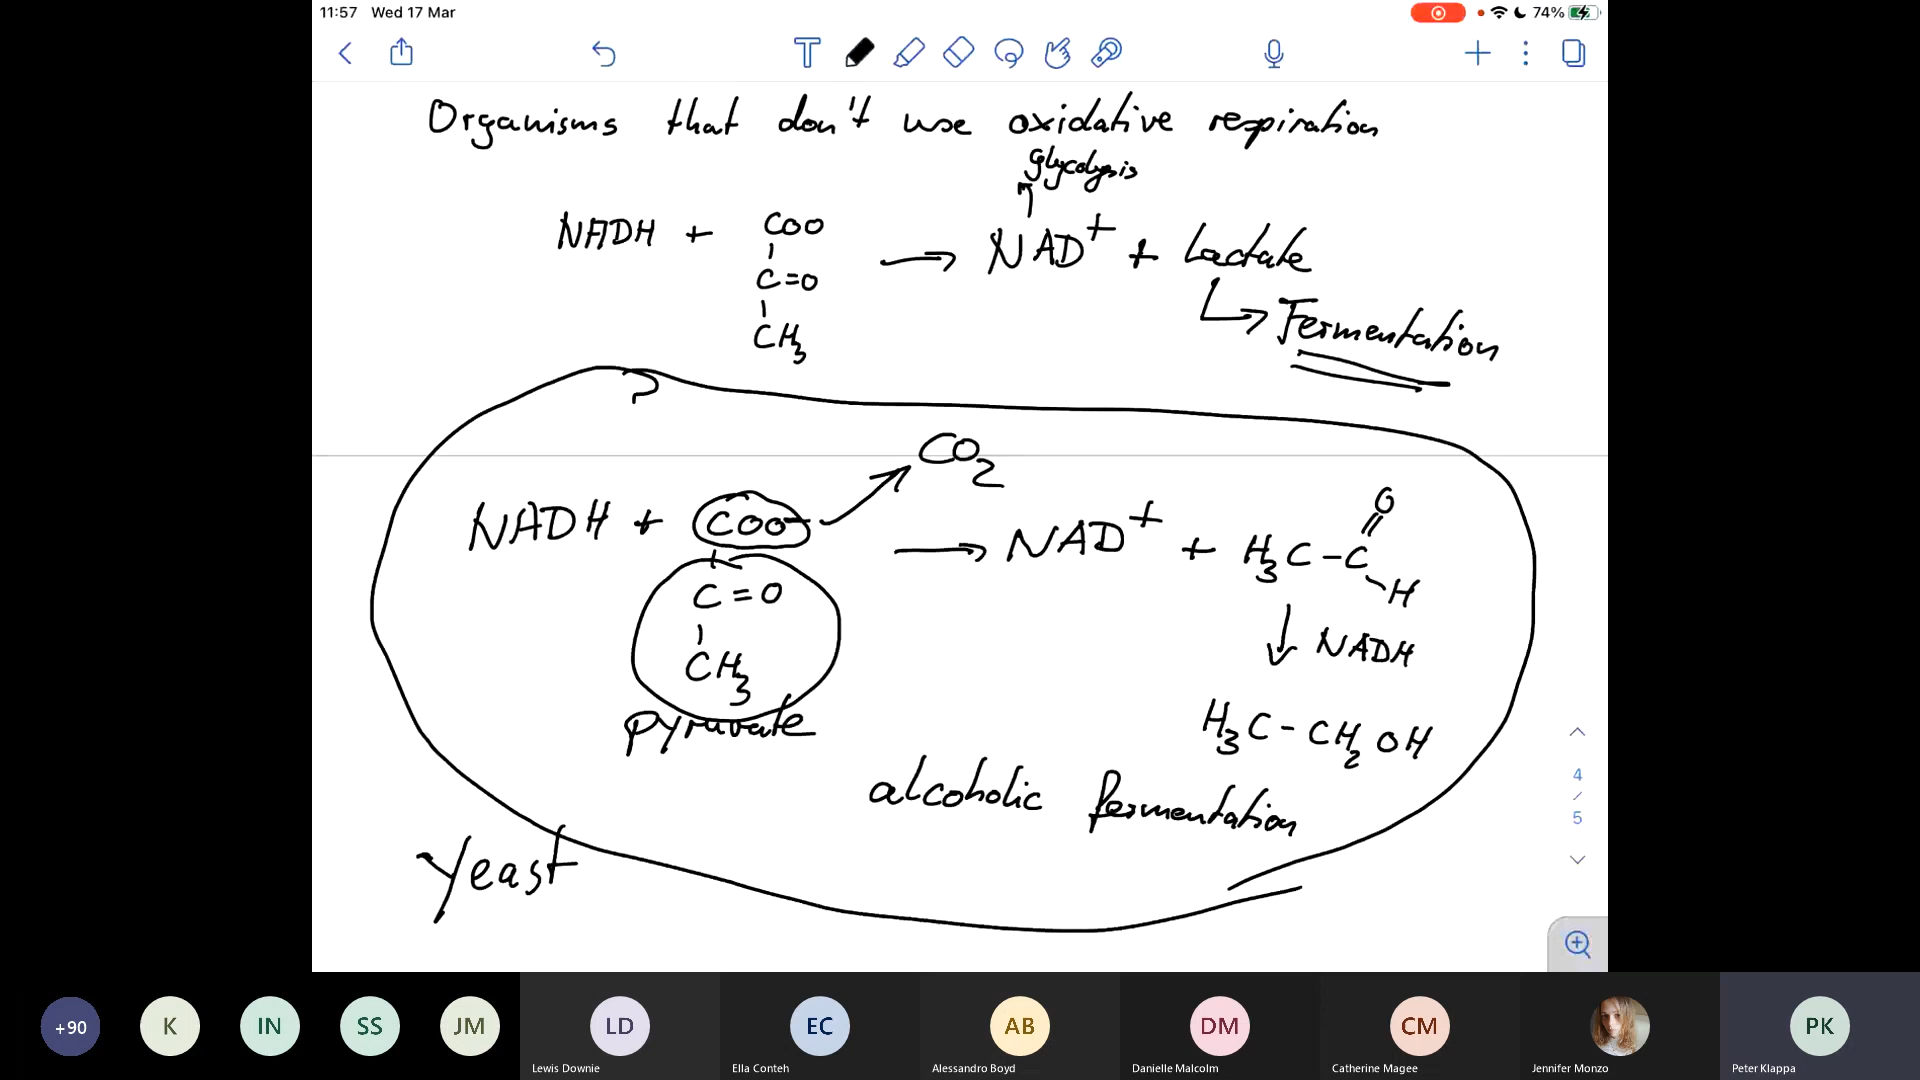 11:57 Wed 17 Mar 74%
Organisms that don't use oxidative respiration
glycolysis
NADH + COO → NAD+ + Lactate
C=O
CH3
Fermentation
CO2
NADH + COO- → NAD+ + H3C-C
O
H
C=O
NADH
CH3
pyruvate
H3C-CH2OH
alcoholic fermentation
Yeast
4
/
5
+90 K IN SS JM LD EC AB DM CM PK
Lewis Downie Ella Conteh Alessandro Boyd Danielle Malcolm Catherine Magee Jennifer Monzo Peter Klappa